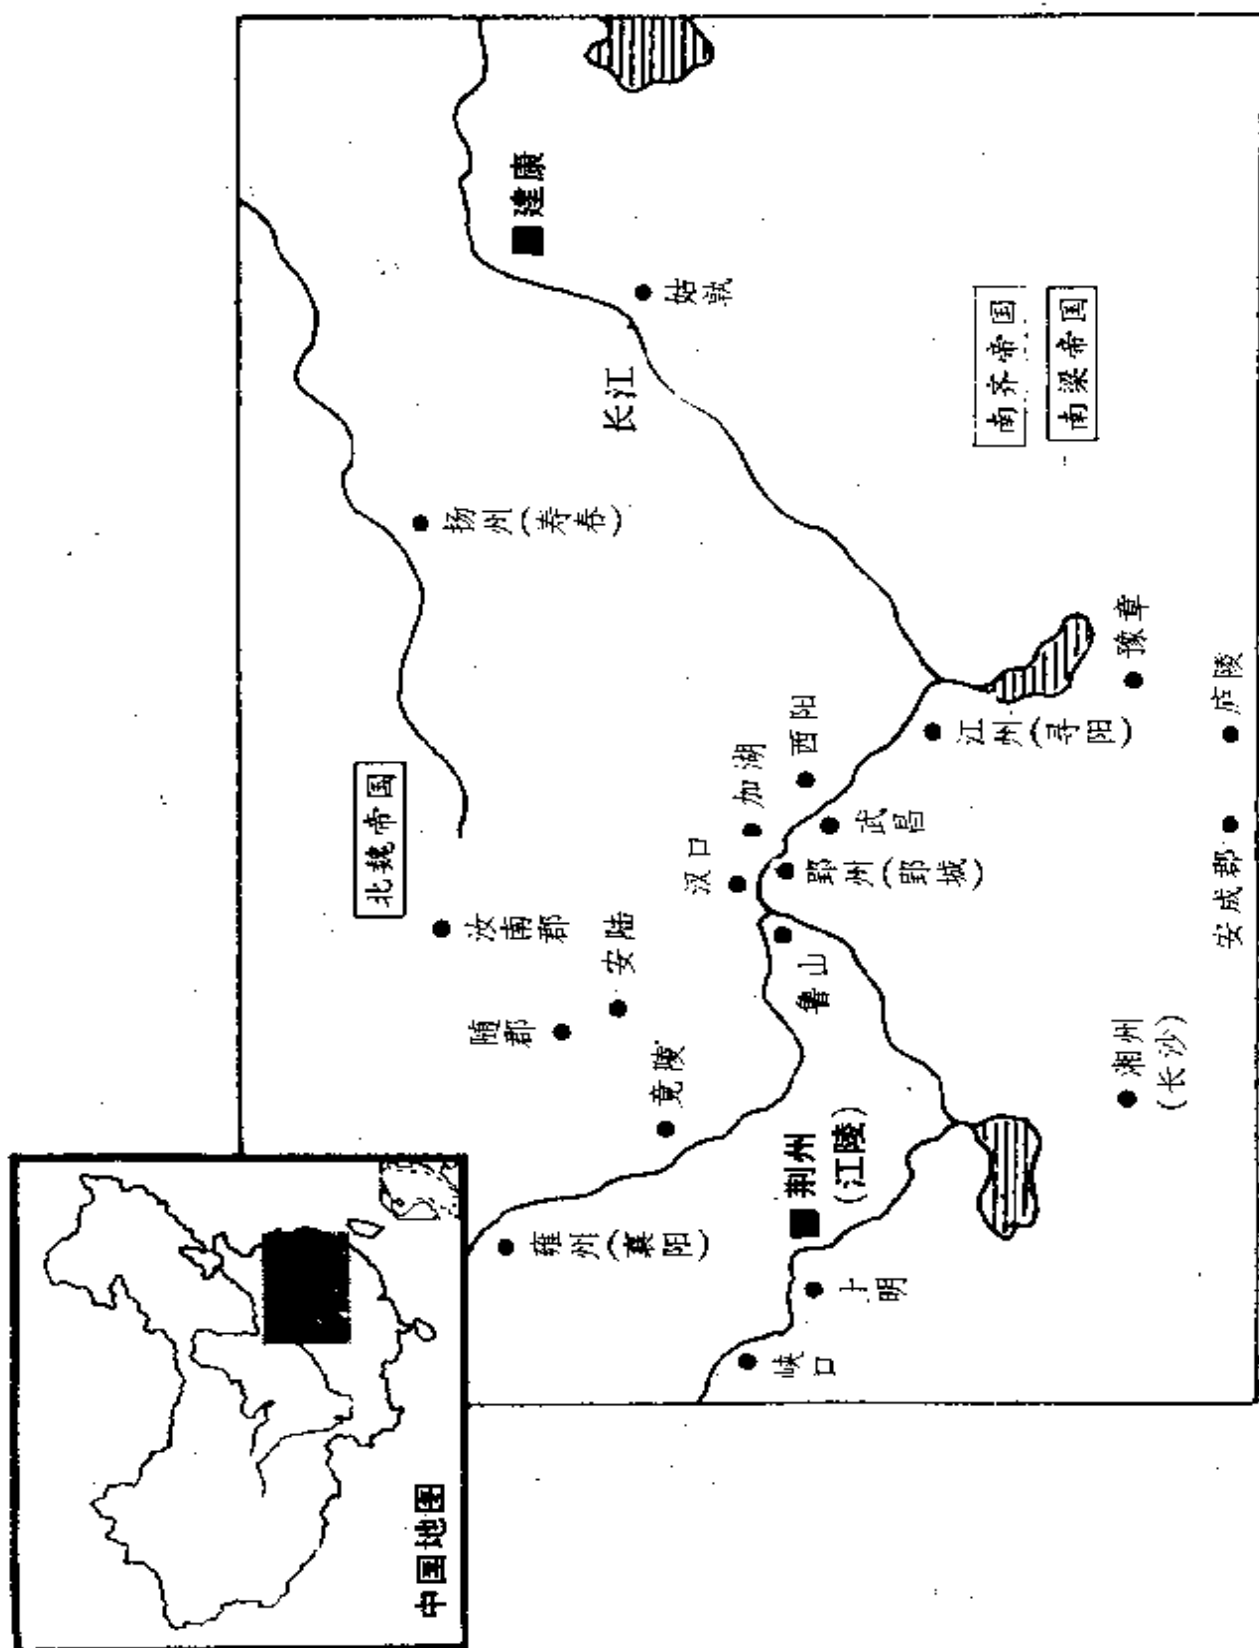 中国地图
北魏帝国
南齐帝国
南梁帝国
长江
建康
姑孰
扬州(寿春)
汝南郡
随郡
安陆
竟陵
雍州(襄阳)
荆州
(江陵)
上明
峡口
汉口
加湖
西阳
武昌
郢州(郢城)
鲁山
江州(寻阳)
豫章
庐陵
安成郡
湘州
(长沙)